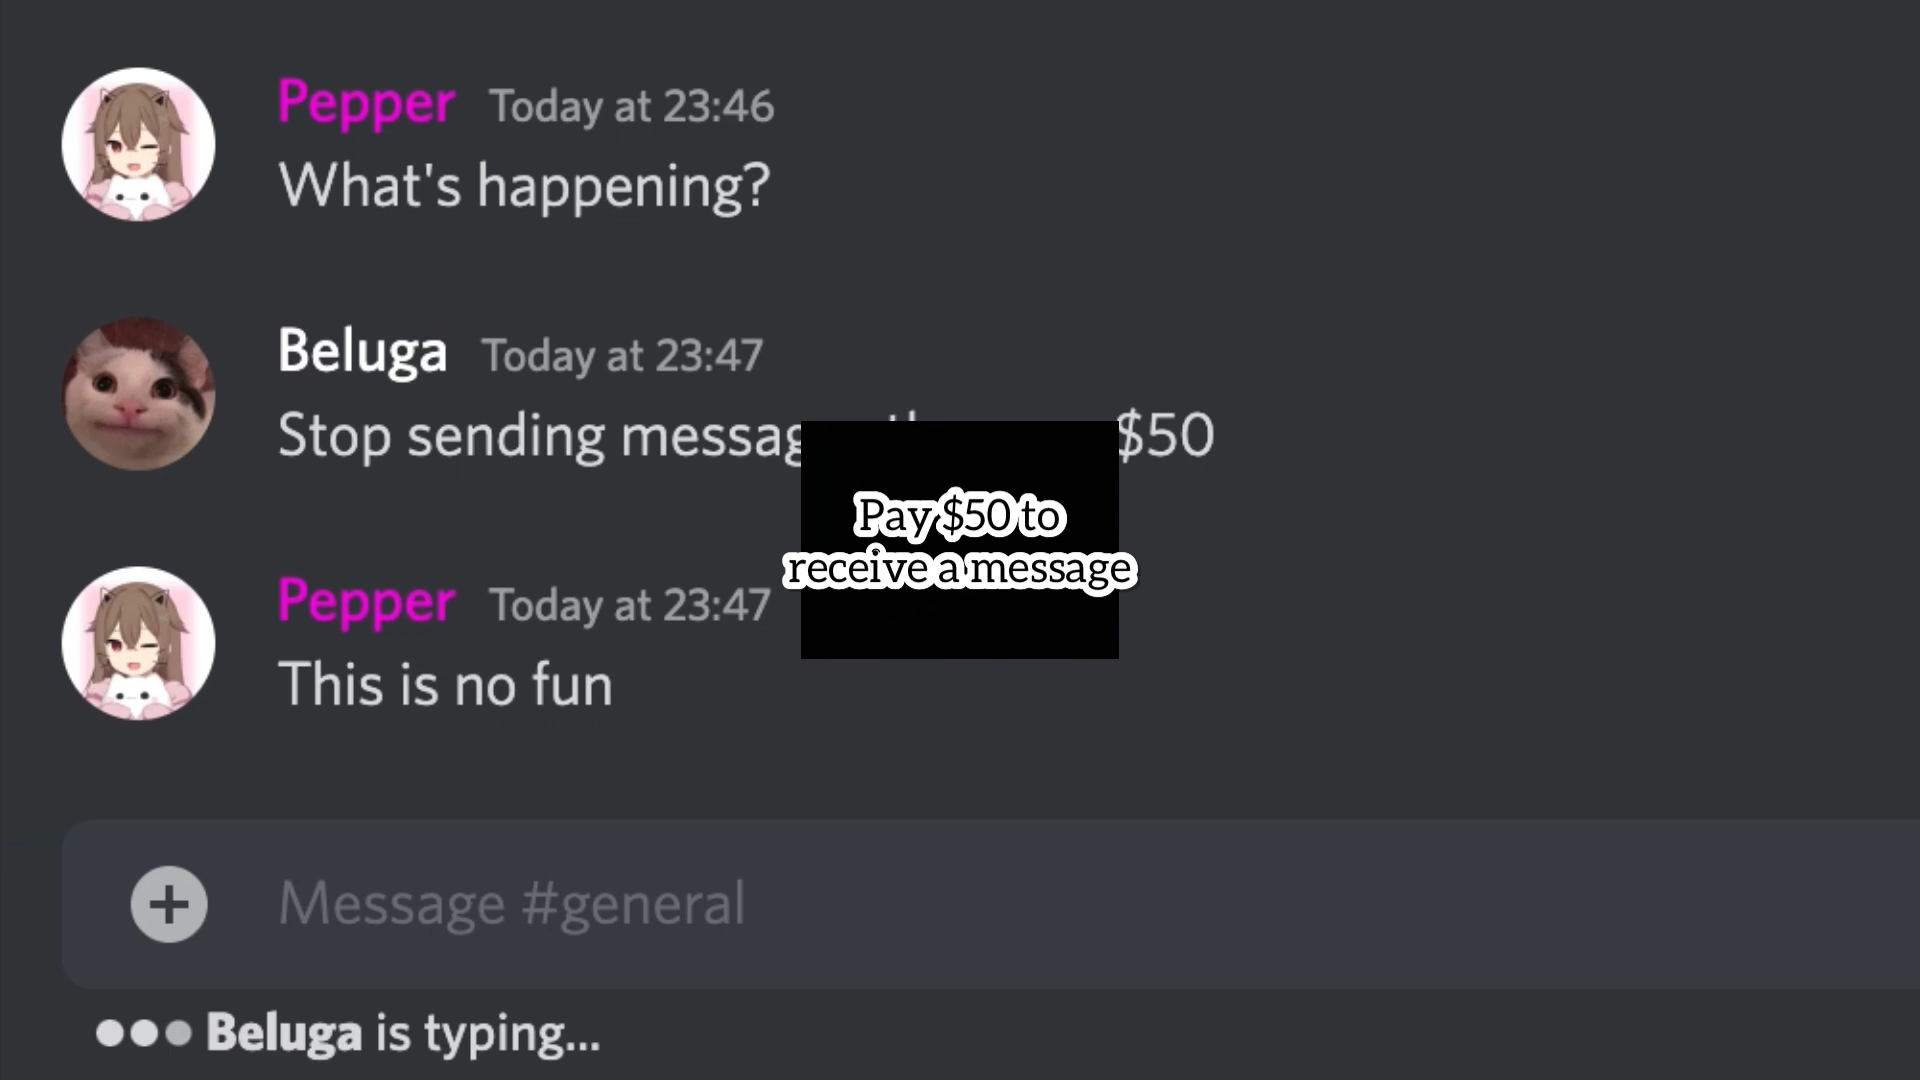 Pepper Today at 23:46
What's happening?
Beluga Today at 23:47
Stop sending $50
Pay $50 to
receive a message
Pepper Today at 23:47
This is no fun
Message #general
Beluga is typing...